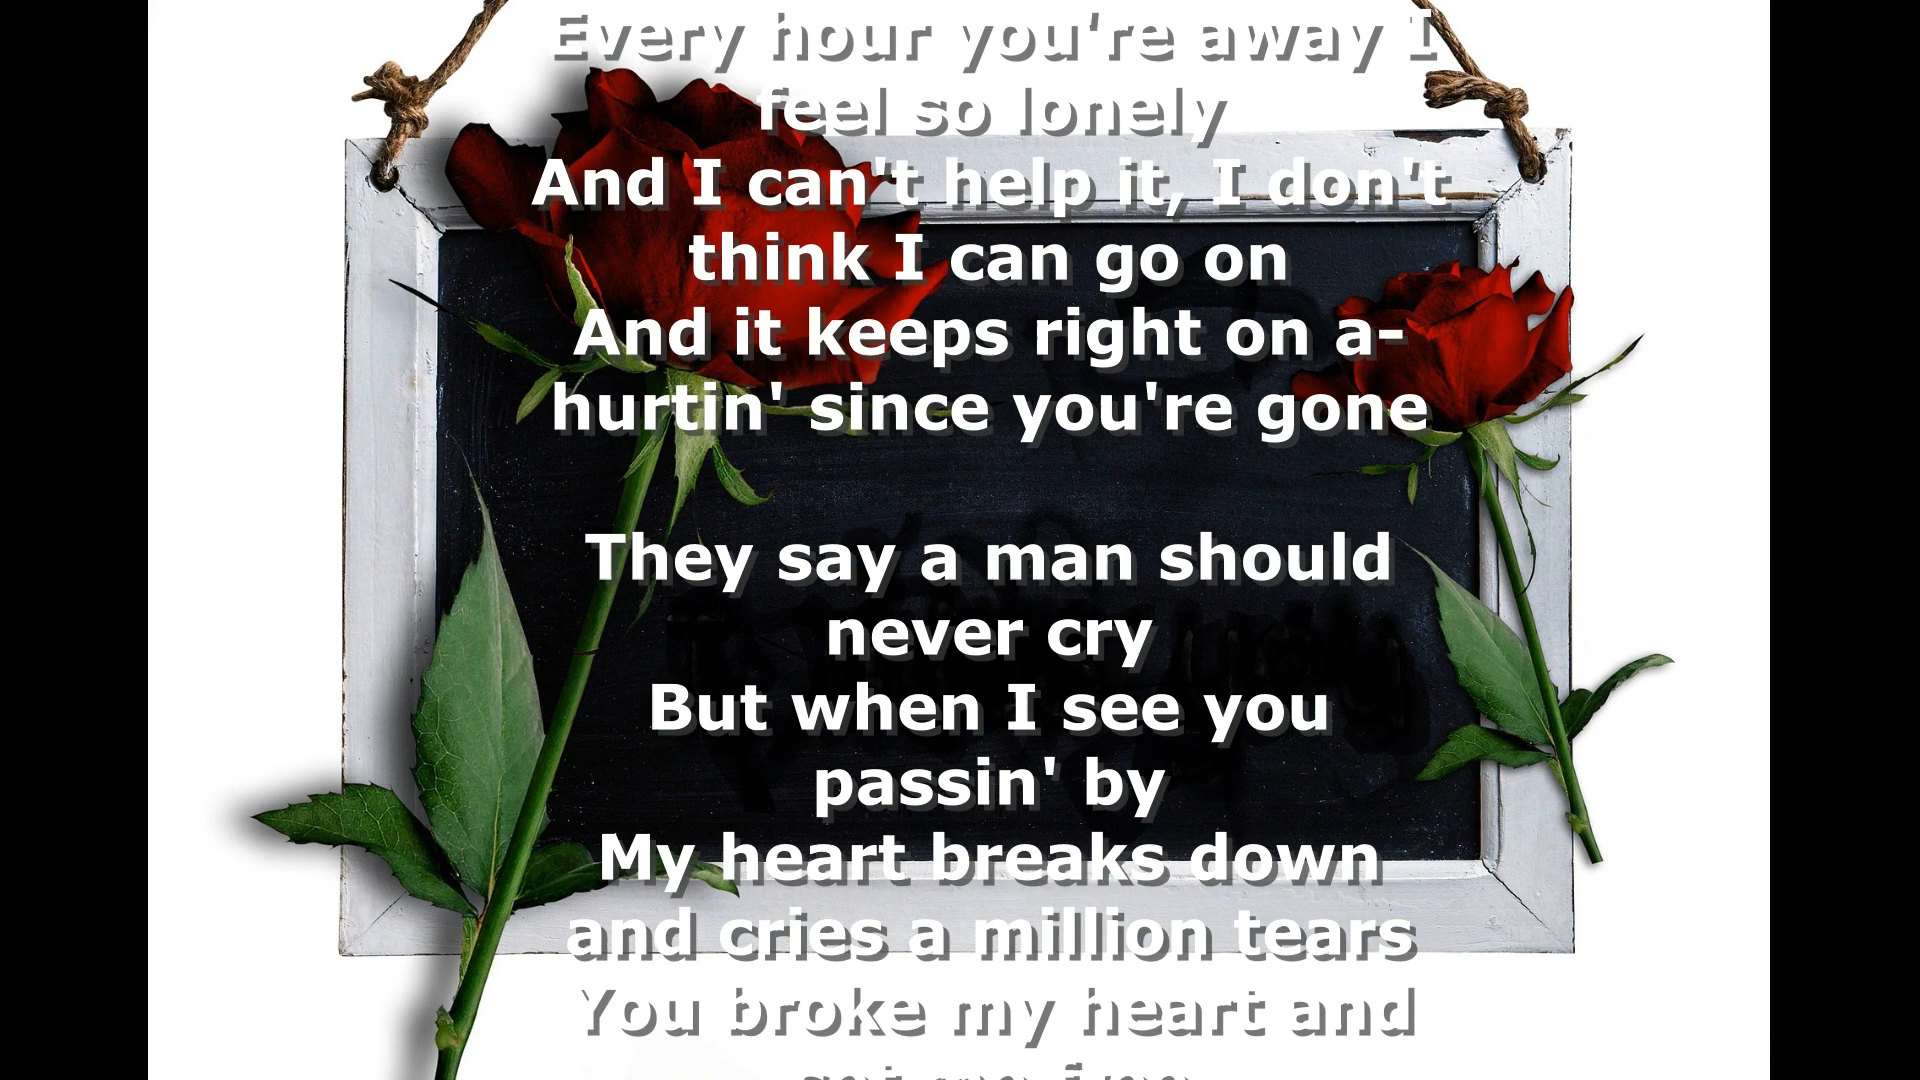 Every hour you're away I
feel so lonely
And I can't help it, I don't
think I can go on
And it keeps right on a-
hurtin' since you're gone
They say a man should
never cry
But when I see you
passin' by
My heart breaks down
and cries a million tears
You broke my heart and